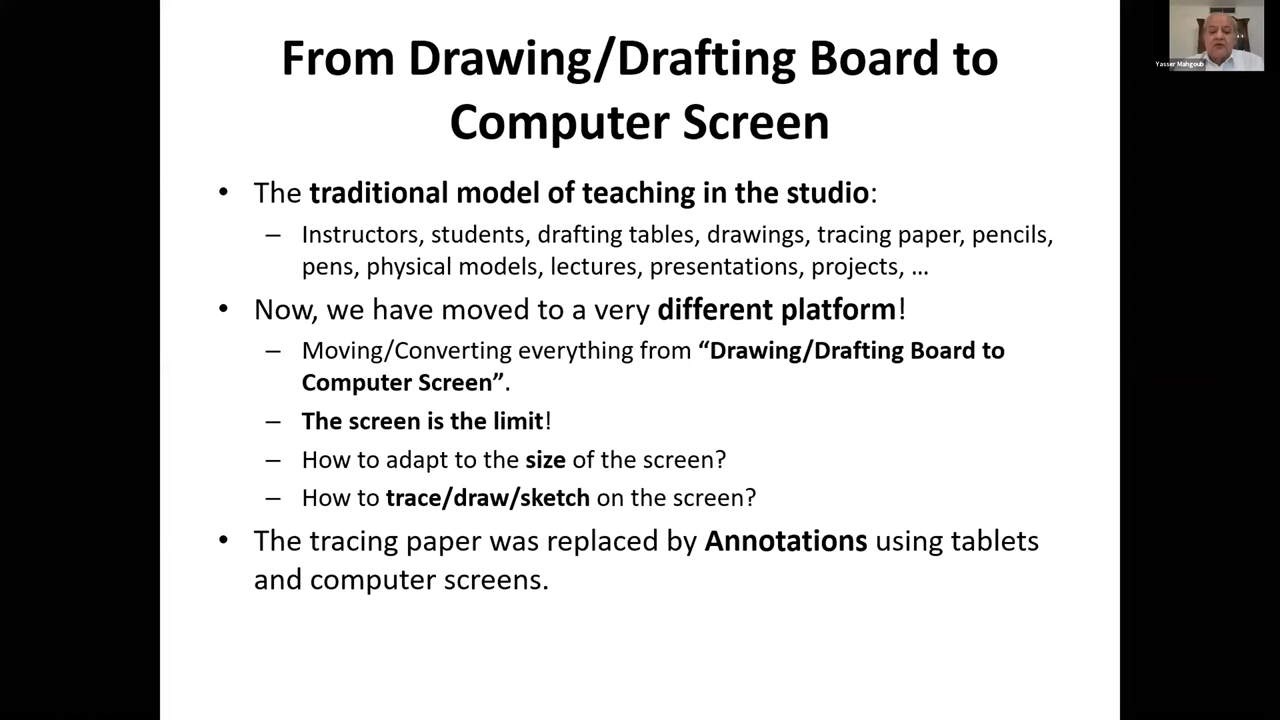 From Drawing/Drafting Board to
Computer Screen
Yasser Mahgoub
• The traditional model of teaching in the studio:
– Instructors, students, drafting tables, drawings, tracing paper, pencils,
pens, physical models, lectures, presentations, projects, …
• Now, we have moved to a very different platform!
– Moving/Converting everything from “Drawing/Drafting Board to
Computer Screen”.
– The screen is the limit!
– How to adapt to the size of the screen?
– How to trace/draw/sketch on the screen?
• The tracing paper was replaced by Annotations using tablets
and computer screens.